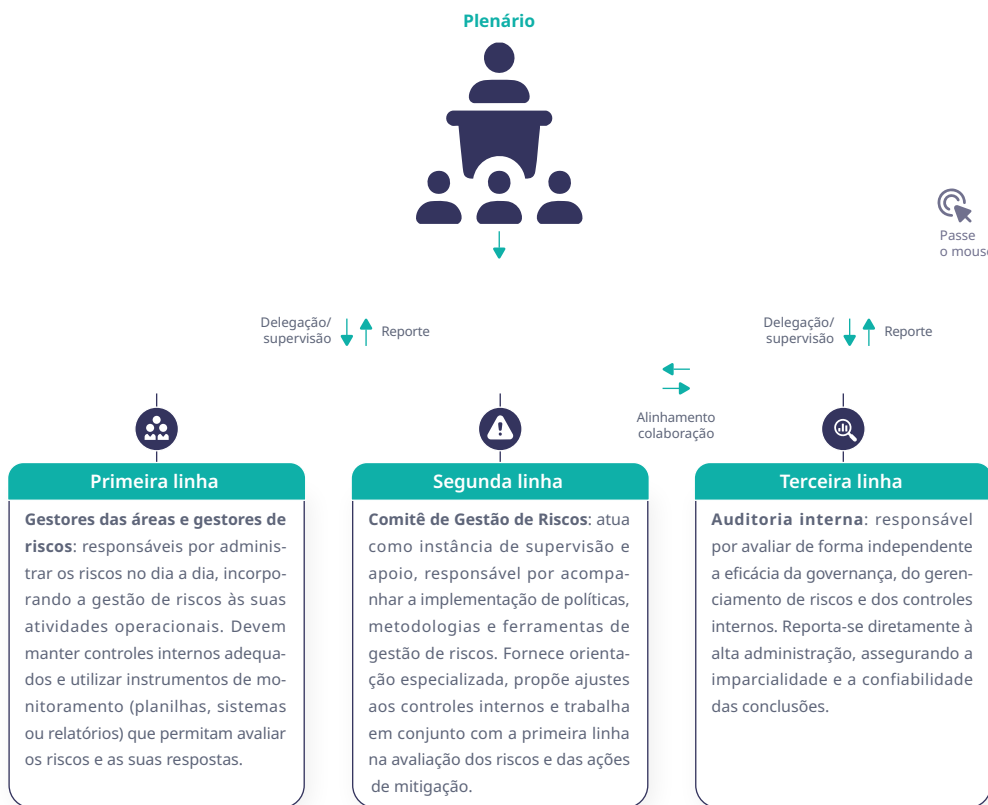 Plenário
Passe
o mouse
Delegação/
supervisão
Reporte
Delegação/
supervisão
Reporte
Alinhamento
colaboração
Primeira linha
Gestores das áreas e gestores de
riscos: responsáveis por adminis-
trar os riscos no dia a dia, incorpo-
rando a gestão de riscos às suas
atividades operacionais. Devem
manter controles internos adequa-
dos e utilizar instrumentos de mo-
nitoramento (planilhas, sistemas
ou relatórios) que permitam avaliar
os riscos e as suas respostas.
Segunda linha
Comitê de Gestão de Riscos: atua
como instância de supervisão e
apoio, responsável por acompa-
nhar a implementação de políticas,
metodologias e ferramentas de
gestão de riscos. Fornece orienta-
ção especializada, propõe ajustes
aos controles internos e trabalha
em conjunto com a primeira linha
na avaliação dos riscos e das ações
de mitigação.
Terceira linha
Auditoria interna: responsável
por avaliar de forma independente
a eficácia da governança, do geren-
ciamento de riscos e dos controles
internos. Reporta-se diretamente à
alta administração, assegurando a
imparcialidade e a confiabilidade
das conclusões.